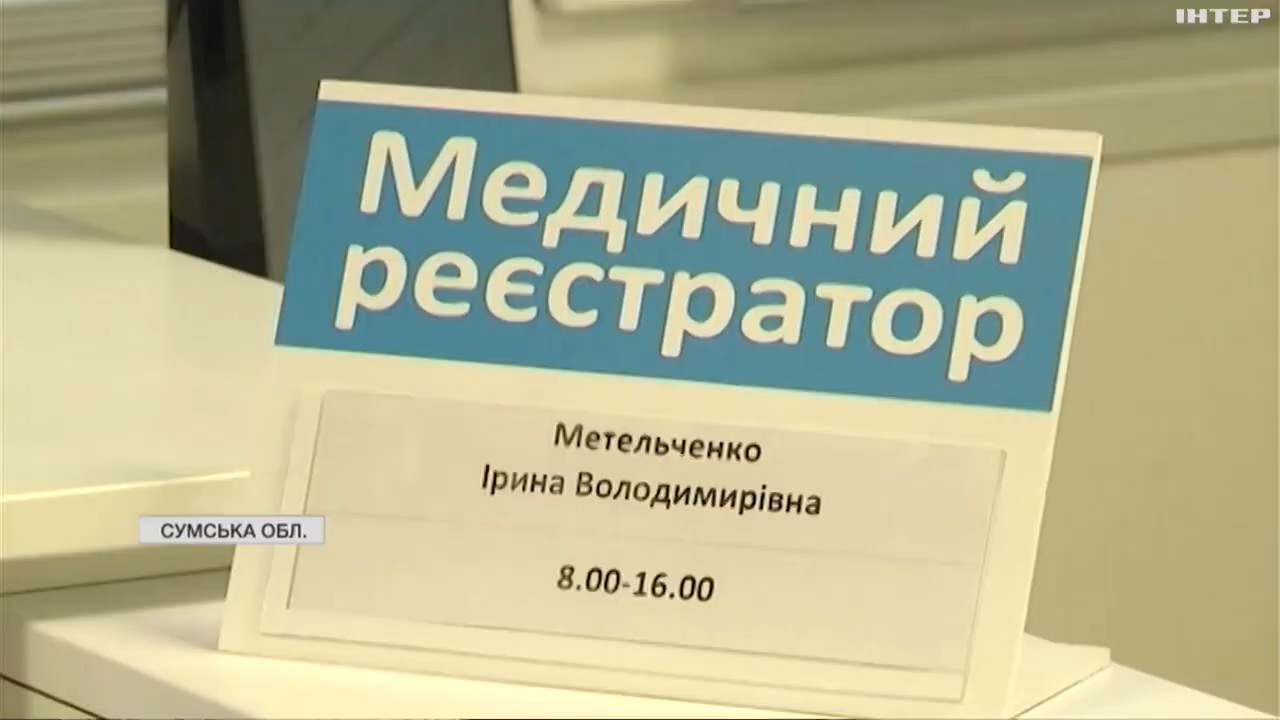 ІНТЕР
Медичний
реєстратор
Метельченко
Ірина Володимирівна
8.00-16.00
СУМСЬКА ОБЛ.